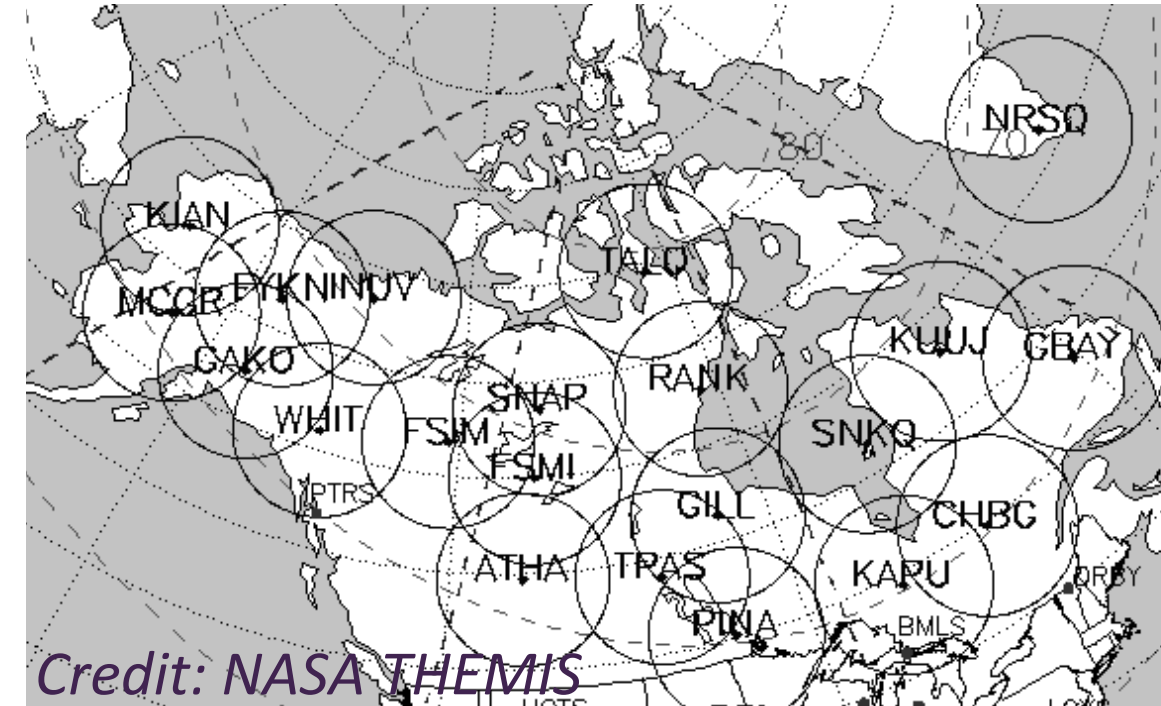 NRSQ
70
80
KIAN
TALO
FYKN
INUV
MCGR
KUUJ
GBAY
GAKO
RANK
SNAP
WHIT
FSIM
SNKQ
FSMI
PTRS
GILL
CHBG
ATHA
TPAS
KAPU
DRBY
PINA
BMLS
Credit: NASA THEMIS